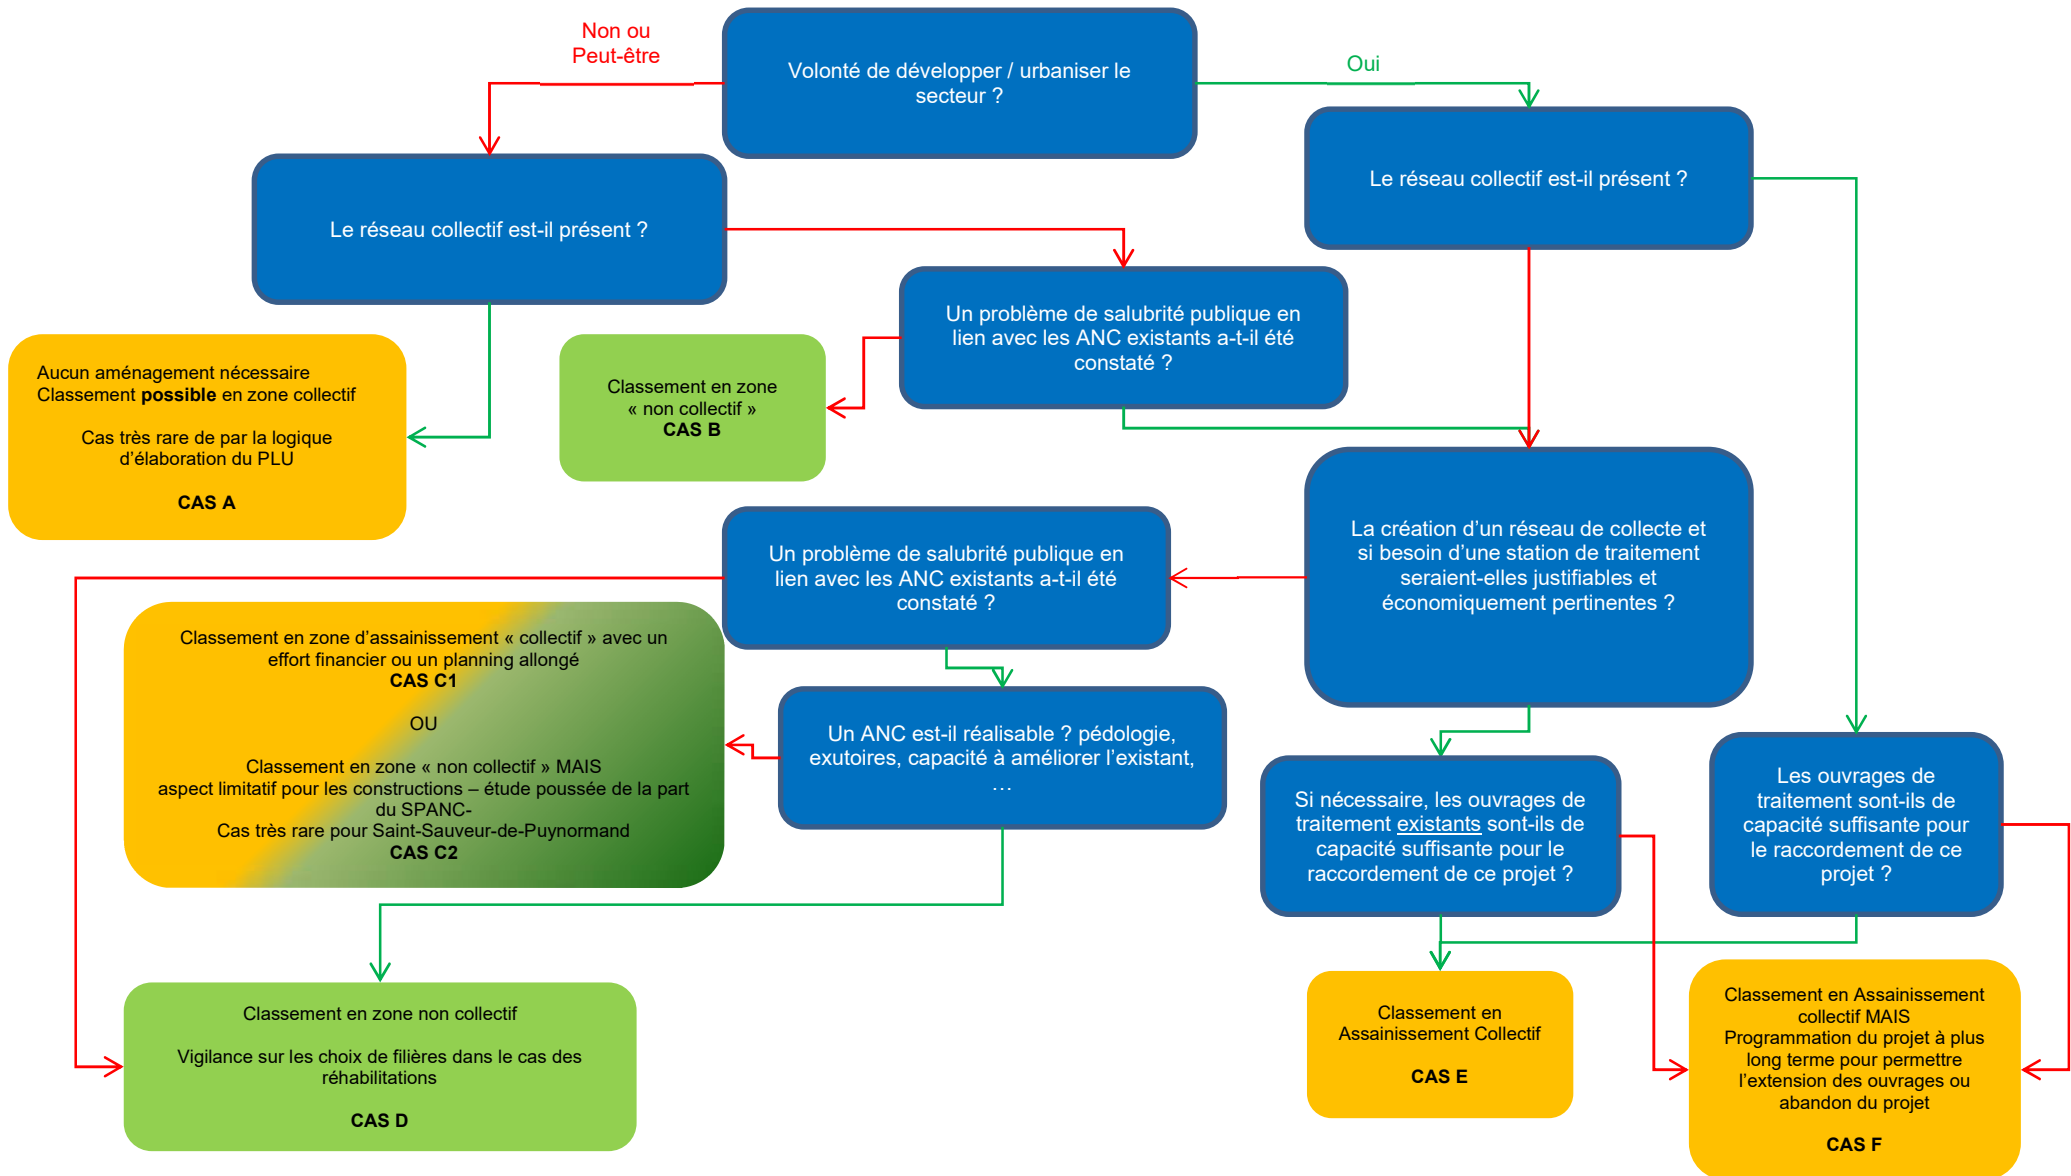 Non ou
Peut-être
Volonté de développer / urbaniser le
secteur ?
Oui
Le réseau collectif est-il présent ?
Le réseau collectif est-il présent ?
Un problème de salubrité publique en
lien avec les ANC existants a-t-il été
constaté ?
Aucun aménagement nécessaire
Classement possible en zone collectif
Cas très rare de par la logique
d’élaboration du PLU
CAS A
Classement en zone
« non collectif »
CAS B
La création d’un réseau de collecte et
si besoin d’une station de traitement
seraient-elles justifiables et
économiquement pertinentes ?
Un problème de salubrité publique en
lien avec les ANC existants a-t-il été
constaté ?
Classement en zone d’assainissement « collectif » avec un
effort financier ou un planning allongé
CAS C1
OU
Classement en zone « non collectif » MAIS
aspect limitatif pour les constructions – étude poussée de la part
du SPANC-
Cas très rare pour Saint-Sauveur-de-Puynormand
CAS C2
Un ANC est-il réalisable ? pédologie,
exutoires, capacité à améliorer l’existant,
…
Si nécessaire, les ouvrages de
traitement existants sont-ils de
capacité suffisante pour le
raccordement de ce projet ?
Les ouvrages de
traitement sont-ils de
capacité suffisante pour
le raccordement de ce
projet ?
Classement en zone non collectif
Vigilance sur les choix de filières dans le cas des
réhabilitations
CAS D
Classement en
Assainissement Collectif
CAS E
Classement en Assainissement
collectif MAIS
Programmation du projet à plus
long terme pour permettre
l’extension des ouvrages ou
abandon du projet
CAS F